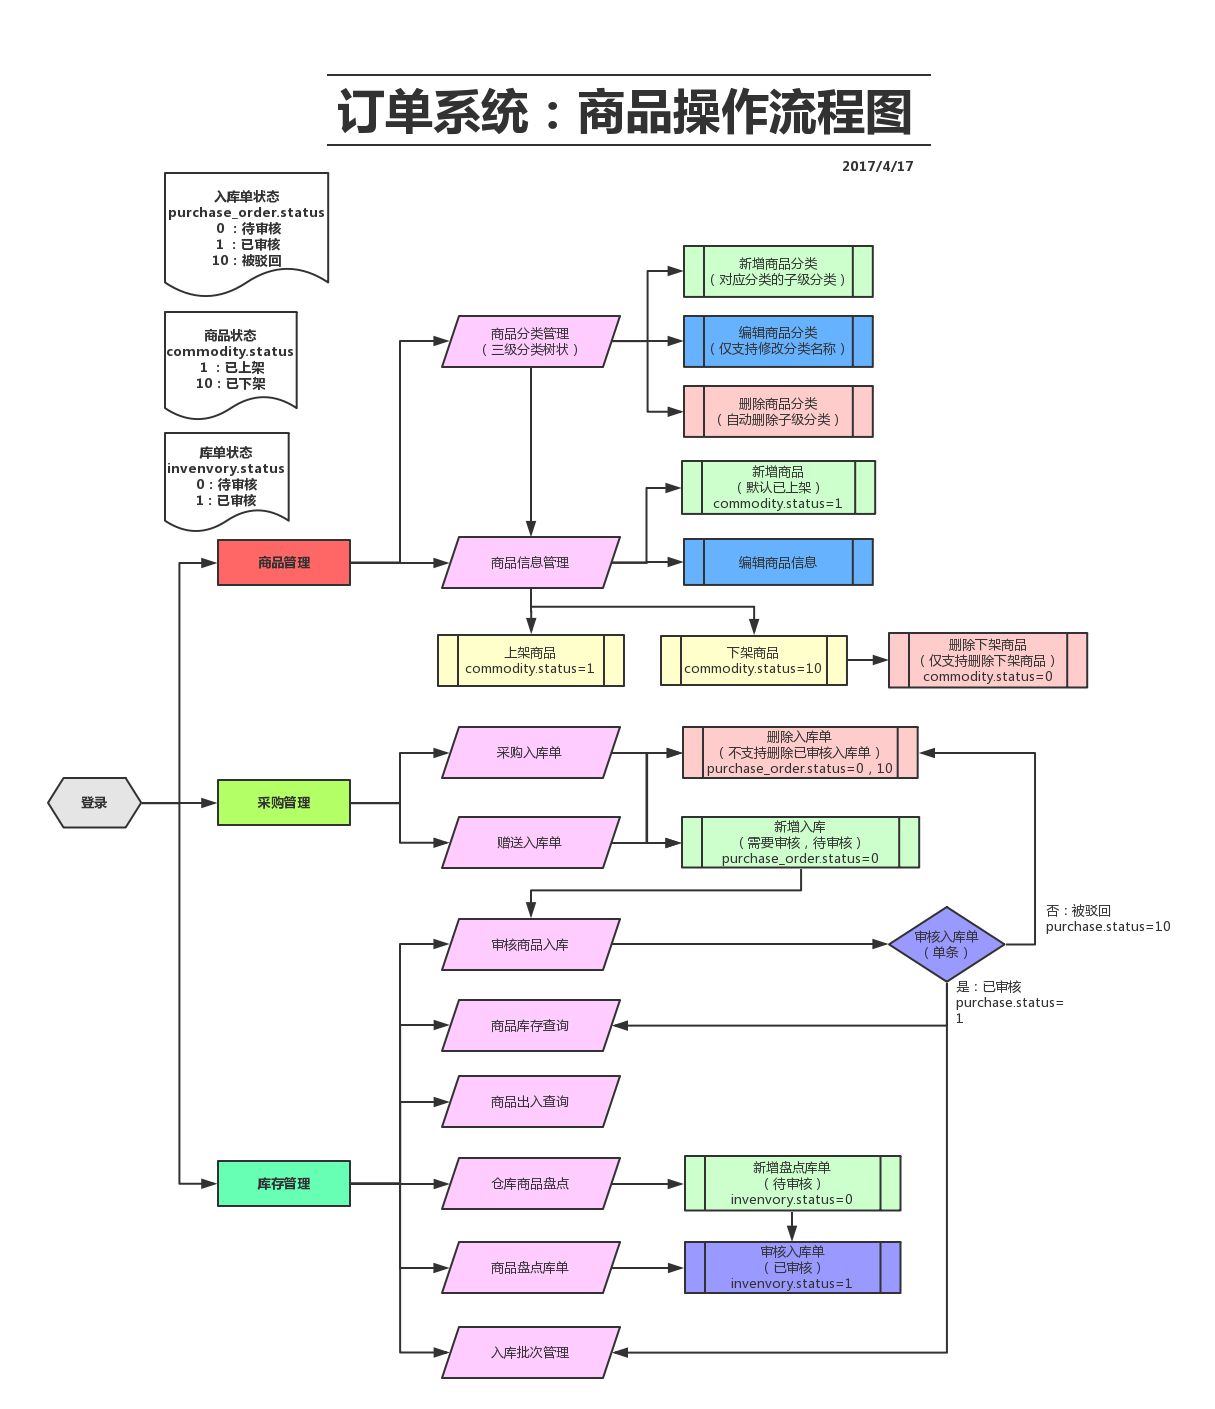 订单系统：商品操作流程图
2017/4/17
入库单状态
purchase_order.status
0 ：待审核
1 ：已审核
10：被驳回
商品状态
commodity.status
1 ：已上架
10：已下架
库单状态
invenvory.status
0：待审核
1：已审核
新增商品分类
（对应分类的子级分类）
商品分类管理
（三级分类树状）
编辑商品分类
（仅支持修改分类名称）
删除商品分类
（自动删除子级分类）
新增商品
（默认已上架）
commodity.status=1
商品管理
商品信息管理
编辑商品信息
上架商品
commodity.status=1
下架商品
commodity.status=10
删除下架商品
（仅支持删除下架商品）
commodity.status=0
采购入库单
删除入库单
（不支持删除已审核入库单）
purchase_order.status=0，10
登录
采购管理
赠送入库单
新增入库
（需要审核，待审核）
purchase_order.status=0
审核商品入库
审核入库单
（单条）
否：被驳回
purchase.status=10
是：已审核
purchase.status=
1
商品库存查询
商品出入查询
库存管理
仓库商品盘点
新增盘点库单
（待审核）
invenvory.status=0
商品盘点库单
审核入库单
（已审核）
invenvory.status=1
入库批次管理